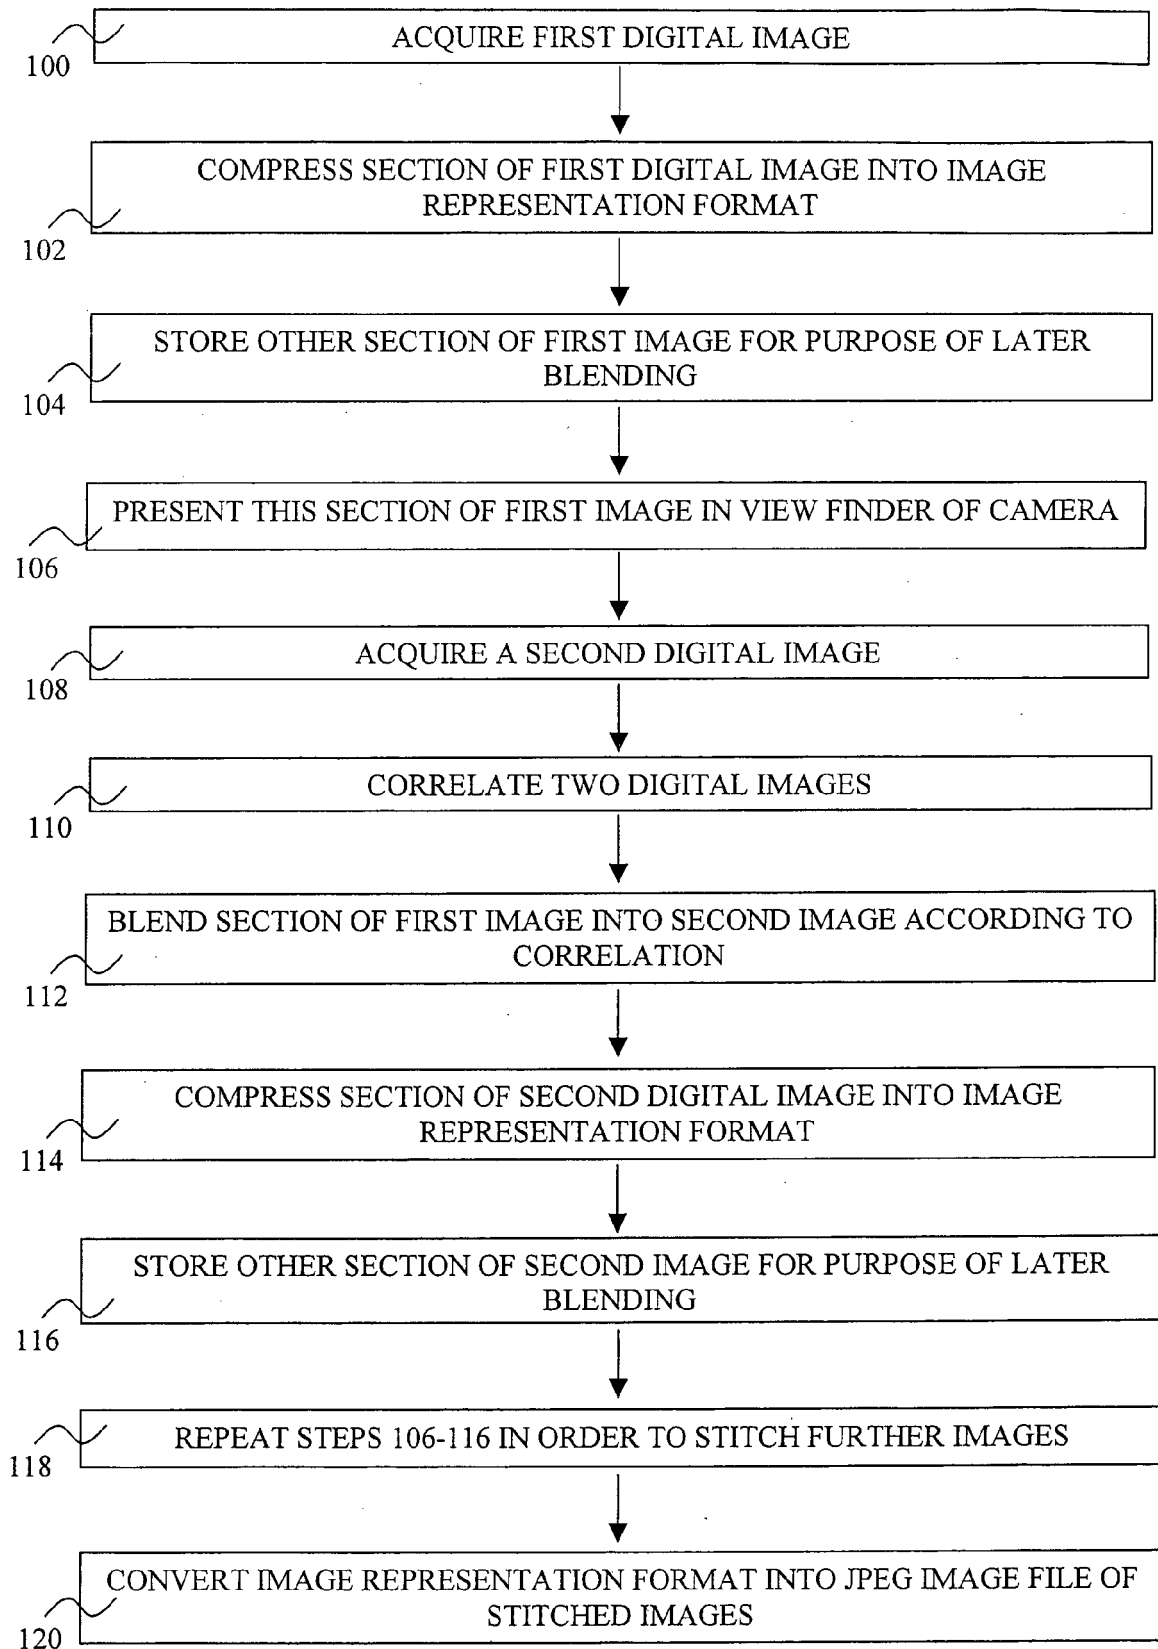 ACQUIRE FIRST DIGITAL IMAGE
100
COMPRESS SECTION OF FIRST DIGITAL IMAGE INTO IMAGE
REPRESENTATION FORMAT
102
STORE OTHER SECTION OF FIRST IMAGE FOR PURPOSE OF LATER
BLENDING
104
PRESENT THIS SECTION OF FIRST IMAGE IN VIEW FINDER OF CAMERA
106
ACQUIRE A SECOND DIGITAL IMAGE
108
CORRELATE TWO DIGITAL IMAGES
110
BLEND SECTION OF FIRST IMAGE INTO SECOND IMAGE ACCORDING TO
CORRELATION
112
COMPRESS SECTION OF SECOND DIGITAL IMAGE INTO IMAGE
REPRESENTATION FORMAT
114
STORE OTHER SECTION OF SECOND IMAGE FOR PURPOSE OF LATER
BLENDING
116
REPEAT STEPS 106-116 IN ORDER TO STITCH FURTHER IMAGES
118
CONVERT IMAGE REPRESENTATION FORMAT INTO JPEG IMAGE FILE OF
STITCHED IMAGES
120